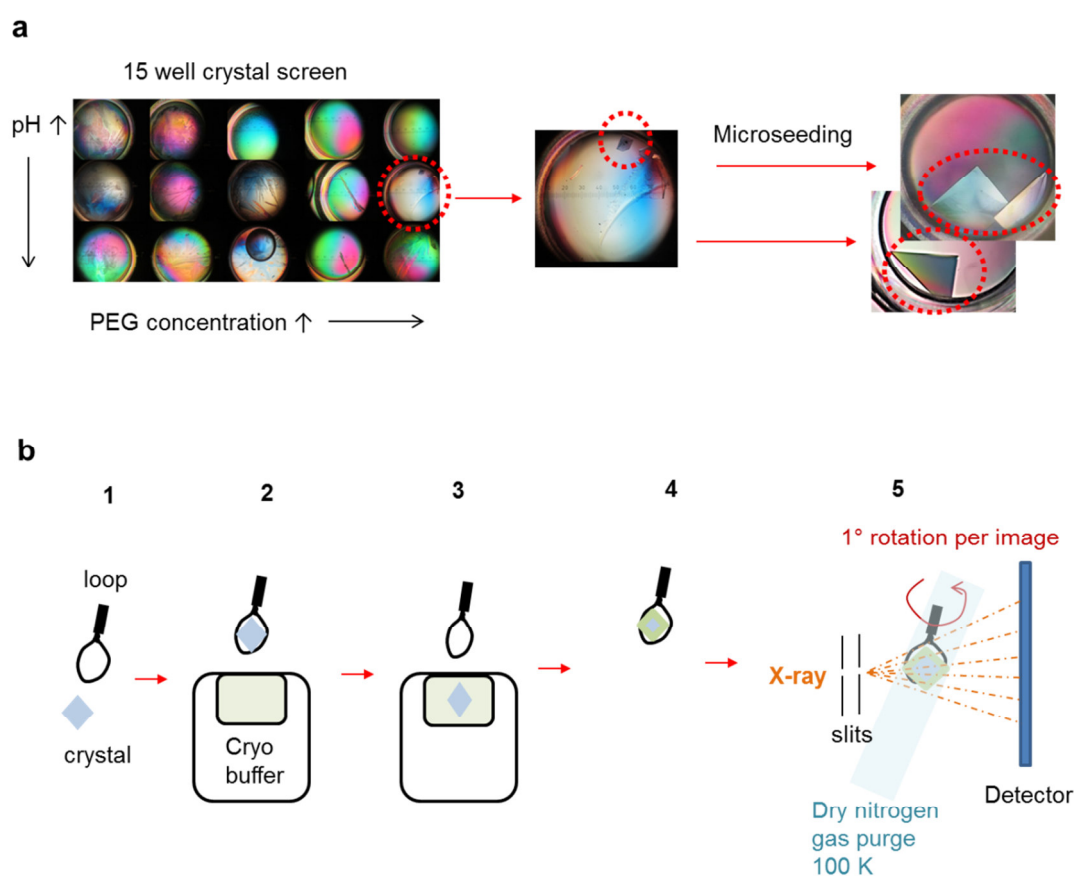 a
15 well crystal screen
pH ↑
Microseeding
PEG concentration ↑
b
1
2
3
4
5
1° rotation per image
loop
X-ray
slits
crystal
Cryo
buffer
Detector
Dry nitrogen
gas purge
100 K